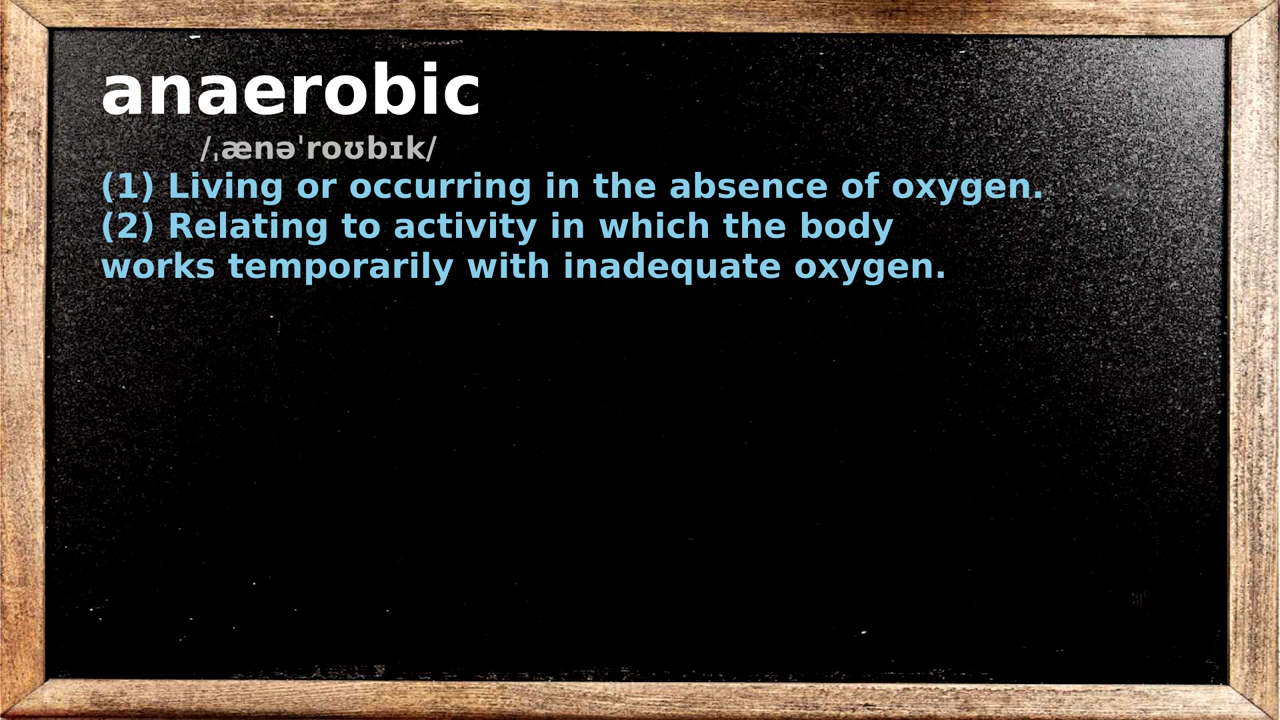 anaerobic
/ˌænəˈroʊbɪk/
(1) Living or occurring in the absence of oxygen.
(2) Relating to activity in which the body
works temporarily with inadequate oxygen.